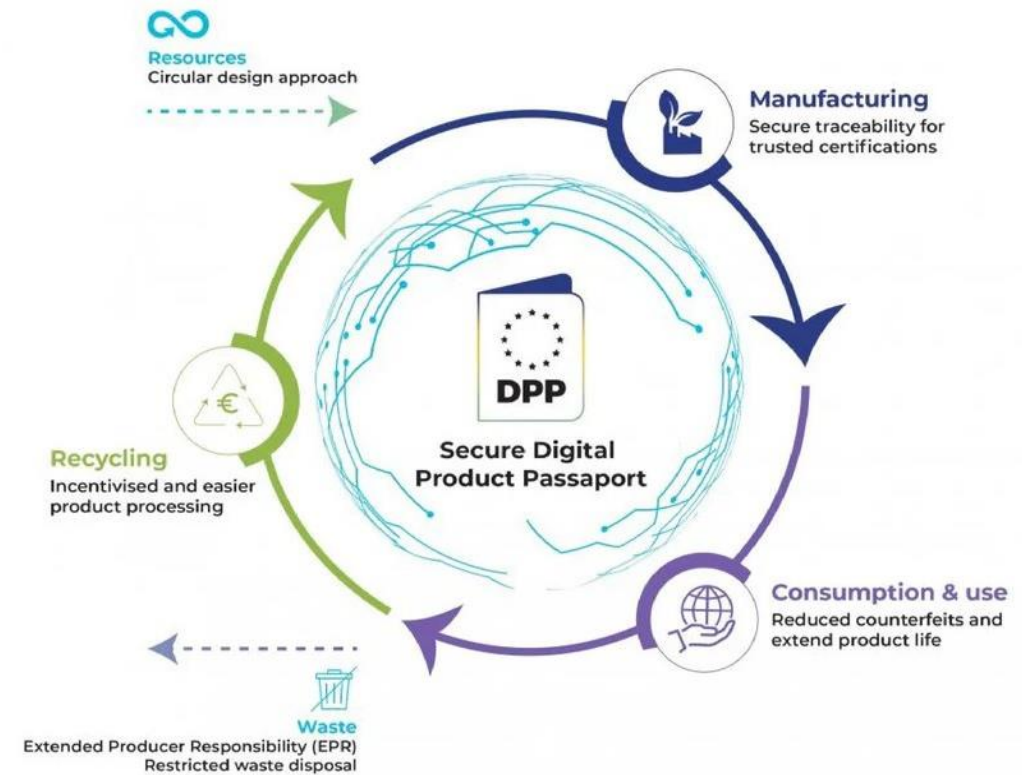 Resources
Circular design approach
Manufacturing
Secure traceability for
trusted certifications
DPP
Secure Digital
Product Passaport
€
Recycling
Incentivised and easier
product processing
Consumption & use
Reduced counterfeits and
extend product life
Waste
Extended Producer Responsibility (EPR)
Restricted waste disposal